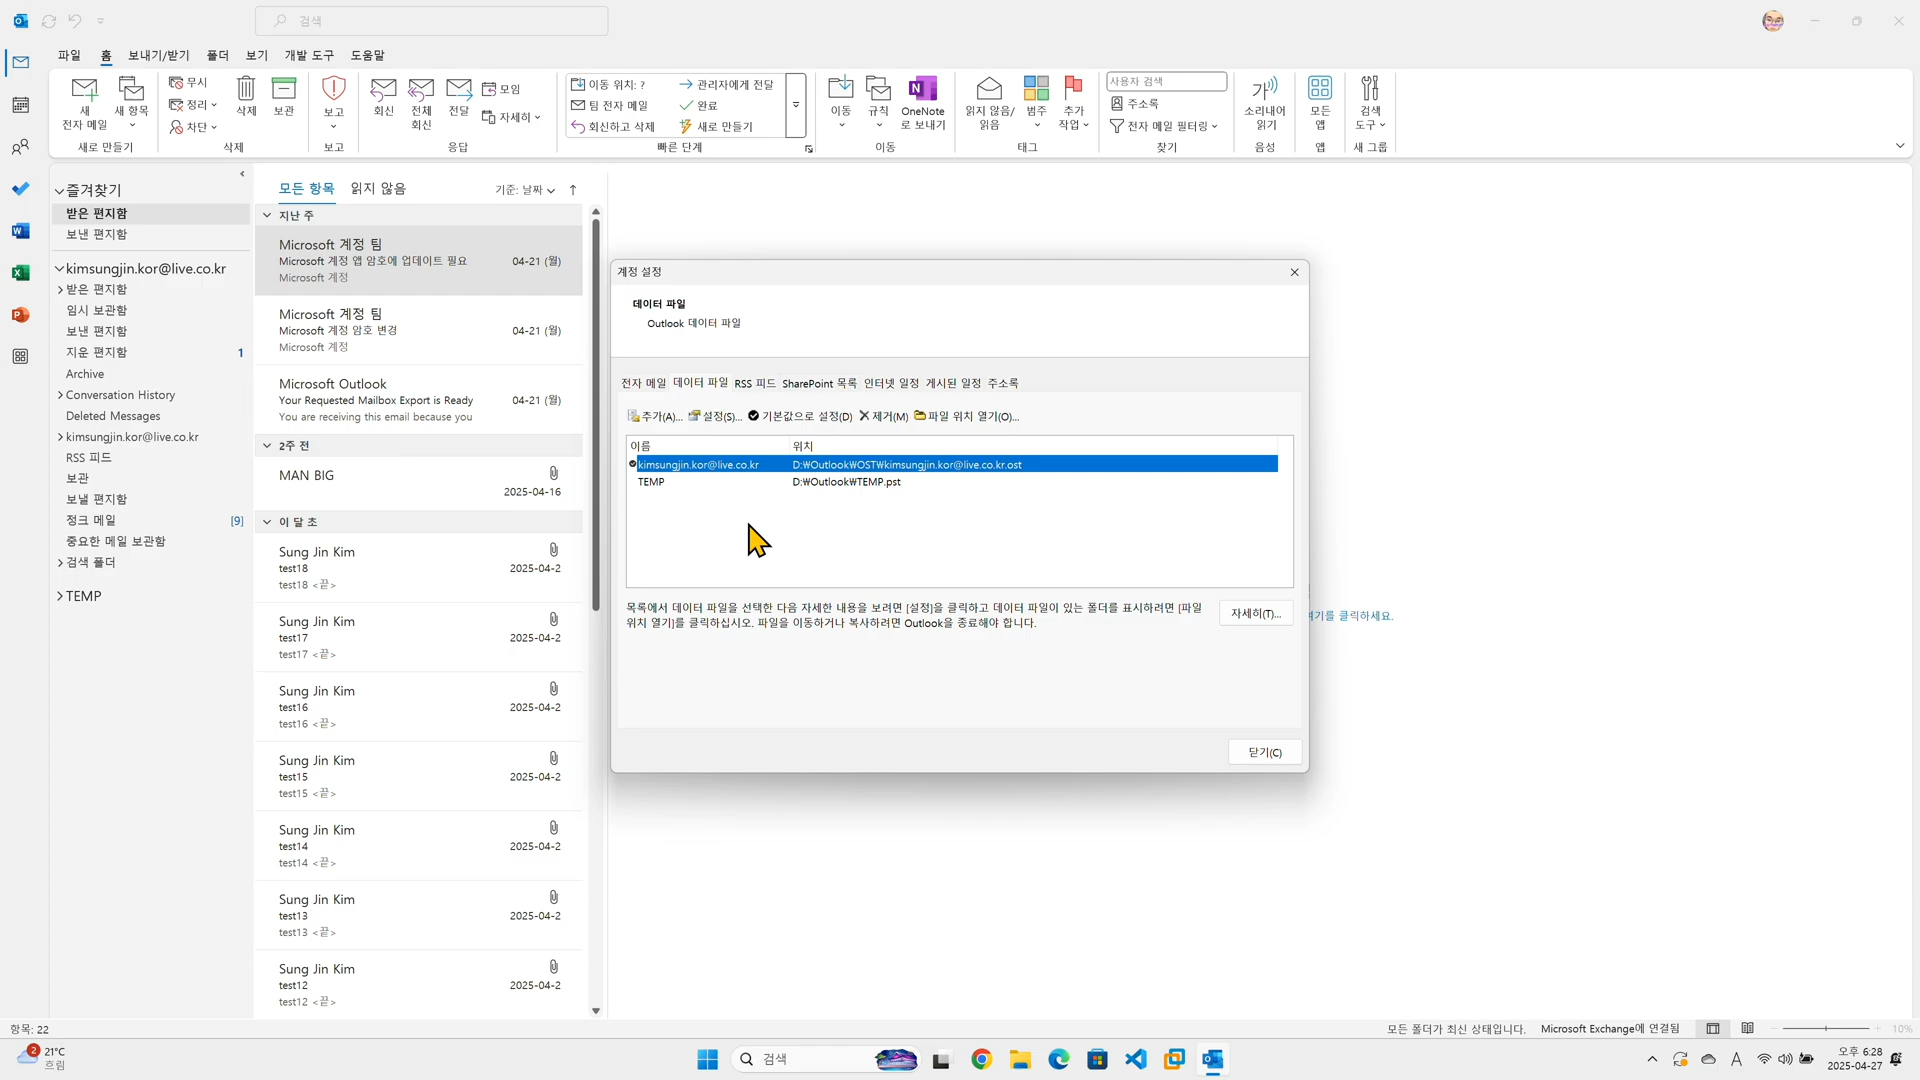 검색
파일 홈 보내기/받기 폴더 보기 개발 도구 도움말
새 전자 메일
새 항목
새로 만들기
무시
정리
차단
삭제
보관
삭제
보고
보고
회신
전체 회신
전달
모임
자세히
응답
이동 위치: ?
팀 전자 메일
회신하고 삭제
관리자에게 전달
완료
새로 만들기
빠른 단계
이동
규칙
OneNote
로 보내기
이동
읽지 않음/
읽음
범주
추가
작업
태그
사용자 검색
주소록
전자 메일 필터링
찾기
소리내어
읽기
음성
모든
앱
앱
검색
도구
새 그룹
즐겨찾기
받은 편지함
보낸 편지함
kimsungjin.kor@live.co.kr
받은 편지함
임시 보관함
보낸 편지함
지운 편지함 1
Archive
Conversation History
Deleted Messages
kimsungjin.kor@live.co.kr
RSS 피드
보관
보낼 편지함
정크 메일 [9]
중요한 메일 보관함
검색 폴더
TEMP
모든 항목 읽지 않음 기준: 날짜 ↑
지난 주
Microsoft 계정 팀
Microsoft 계정 앱 암호에 업데이트 필요 04-21 (월)
Microsoft 계정
Microsoft 계정 팀
Microsoft 계정 암호 변경 04-21 (월)
Microsoft 계정
Microsoft Outlook
Your Requested Mailbox Export is Ready 04-21 (월)
You are receiving this email because you
2주 전
MAN BIG
2025-04-16
이 달 초
Sung Jin Kim
test18 2025-04-2
test18 <끝>
Sung Jin Kim
test17 2025-04-2
test17 <끝>
Sung Jin Kim
test16 2025-04-2
test16 <끝>
Sung Jin Kim
test15 2025-04-2
test15 <끝>
Sung Jin Kim
test14 2025-04-2
test14 <끝>
Sung Jin Kim
test13 2025-04-2
test13 <끝>
Sung Jin Kim
test12 2025-04-2
test12 <끝>
계정 설정
데이터 파일
Outlook 데이터 파일
전자 메일 데이터 파일 RSS 피드 SharePoint 목록 인터넷 일정 게시된 일정 주소록
추가(A)... 설정(S)... 기본값으로 설정(D) 제거(M) 파일 위치 열기(O)...
이름 위치
kimsungjin.kor@live.co.kr D:₩Outlook₩OST₩kimsungjin.kor@live.co.kr.ost
TEMP D:₩Outlook₩TEMP.pst
목록에서 데이터 파일을 선택한 다음 자세한 내용을 보려면 [설정]을 클릭하고 데이터 파일이 있는 폴더를 표시하려면 [파일
위치 열기]를 클릭하십시오. 파일을 이동하거나 복사하려면 Outlook을 종료해야 합니다.
자세히(T)...
닫기(C)
여기를 클릭하세요.
항목: 22
모든 폴더가 최신 상태입니다. Microsoft Exchange에 연결됨 10%
2
21°C
흐림
검색
A
오후 6:28
2025-04-27